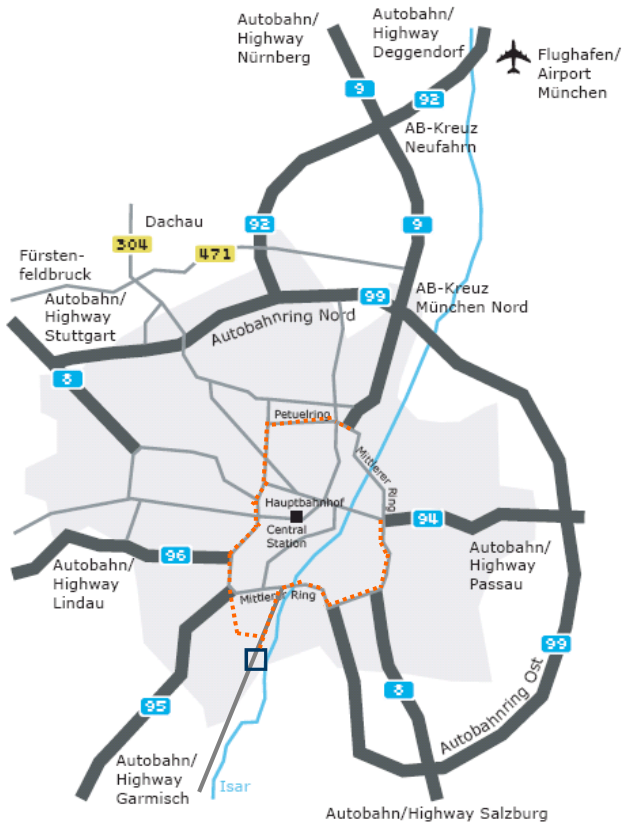 Autobahn/
Highway
Nürnberg
Autobahn/
Highway
Deggendorf
Flughafen/
Airport
München
9
92
AB-Kreuz
Neufahrn
Dachau
304
92
9
471
Fürsten-
feldbruck
Autobahn/
Highway
Stuttgart
99
AB-Kreuz
München Nord
Autobahnring Nord
8
Petuelring
Mittlerer
Ring
Hauptbahnhof
Central
Station
94
Autobahn/
Highway
Passau
96
Autobahn/
Highway
Lindau
Mittlerer Ring
99
8
95
Autobahnring Ost
Autobahn/
Highway
Garmisch
Isar
Autobahn/Highway Salzburg